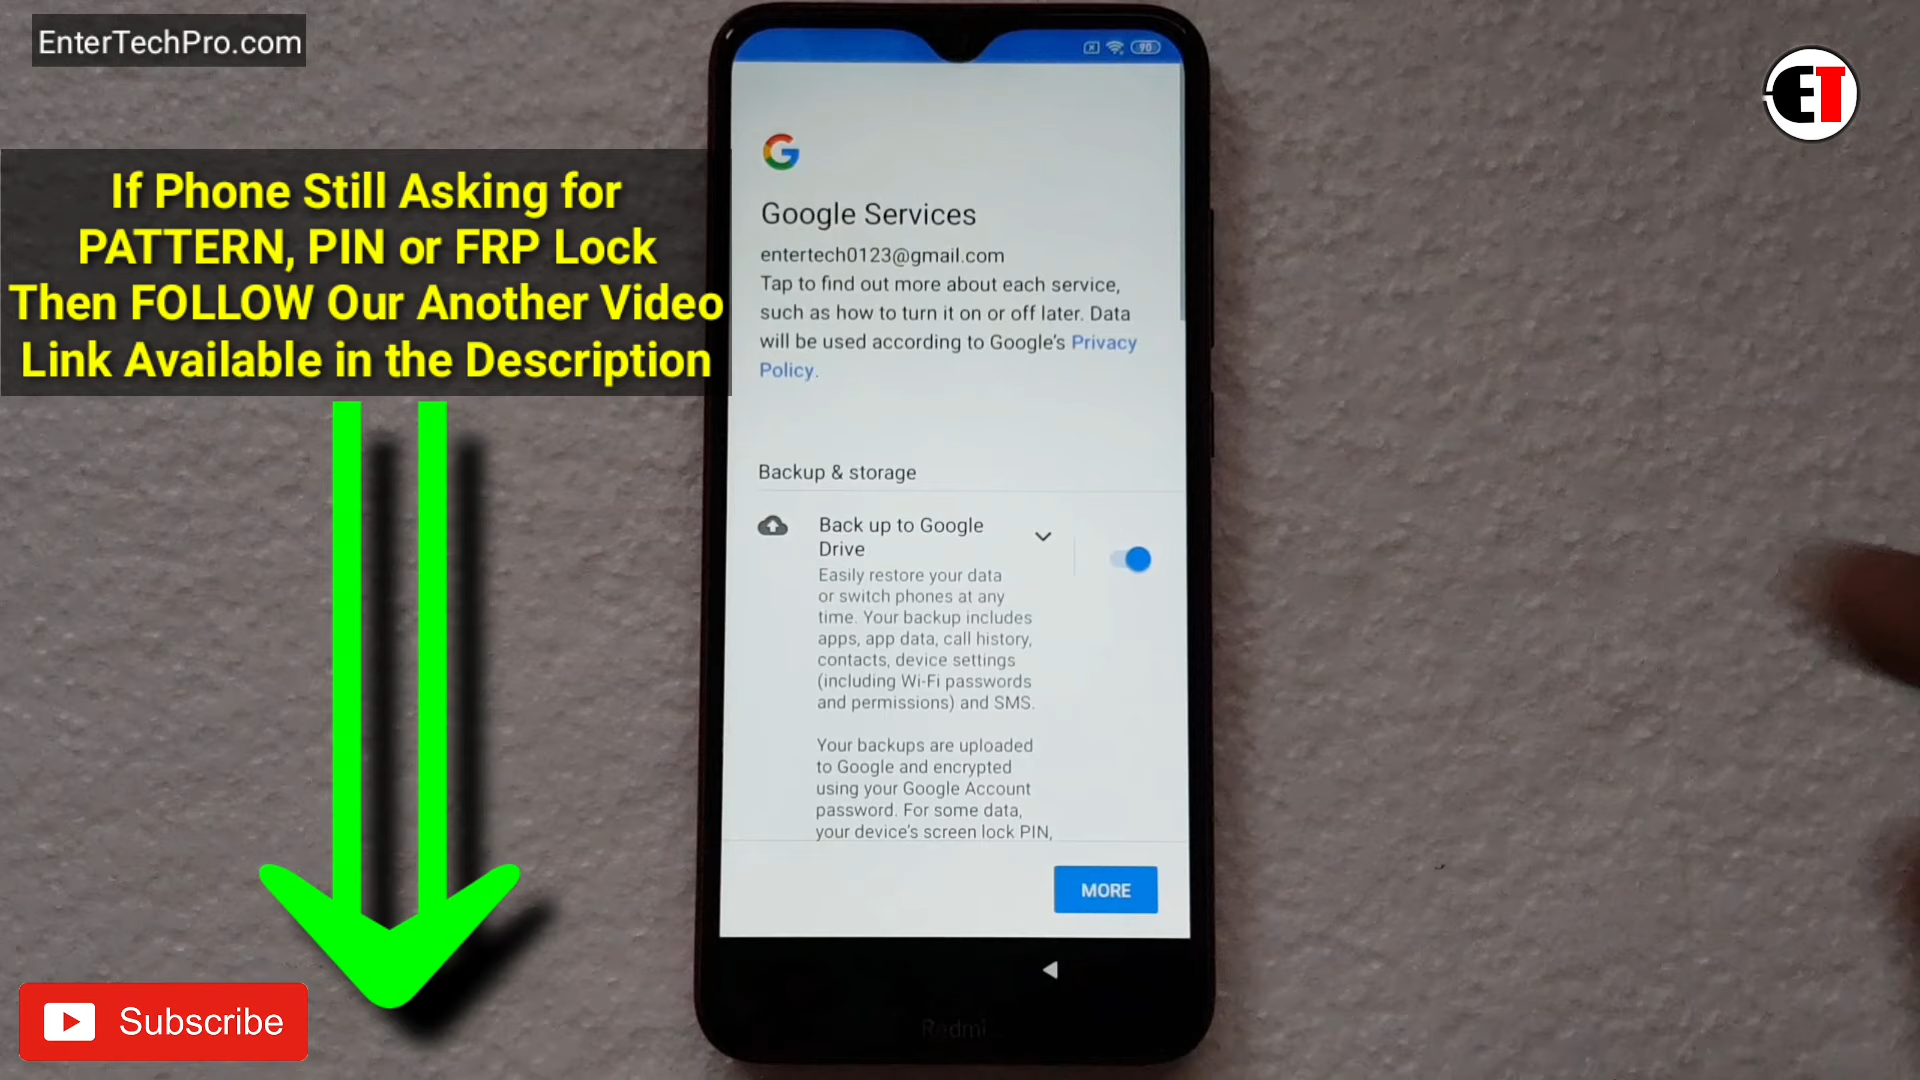 EnterTechPro.com
ET
If Phone Still Asking for
PATTERN, PIN or FRP Lock
Then FOLLOW Our Another Video
Link Available in the Description
Subscribe
90
G
Google Services
entertech0123@gmail.com
Tap to find out more about each service,
such as how to turn it on or off later. Data
will be used according to Google's Privacy
Policy.
Backup & storage
Back up to Google
Drive
Easily restore your data
or switch phones at any
time. Your backup includes
apps, app data, call history,
contacts, device settings
(including Wi-Fi passwords
and permissions) and SMS.
Your backups are uploaded
to Google and encrypted
using your Google Account
password. For some data,
your device's screen lock PIN,
MORE
Redmi